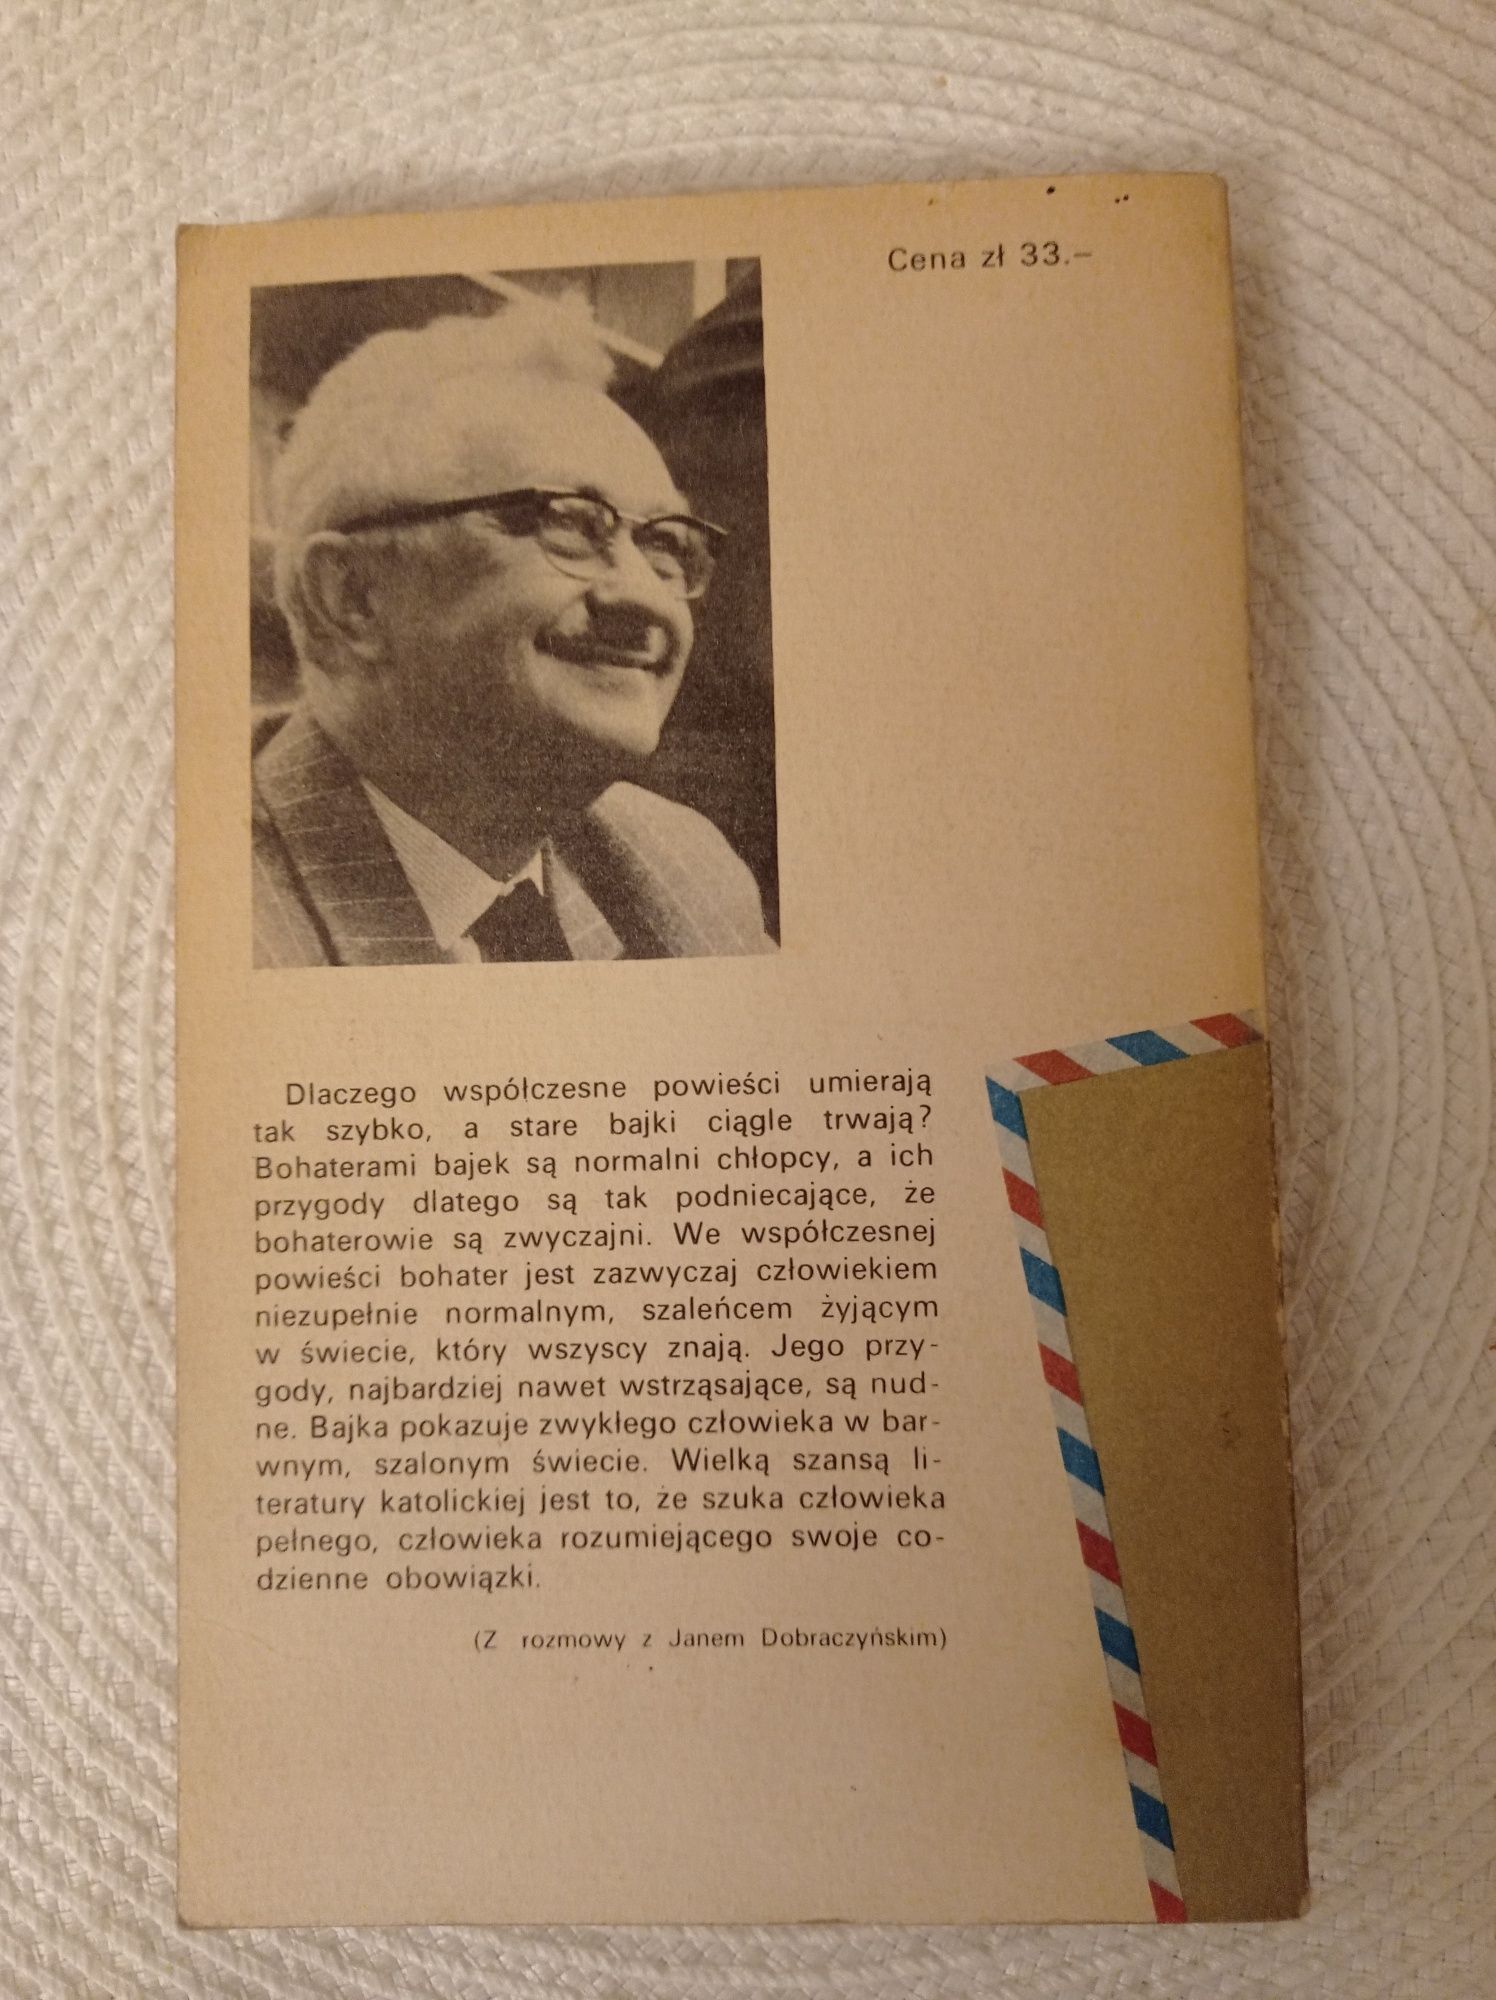 Cena zł 33.–
Dlaczego współczesne powieści umierają
tak szybko, a stare bajki ciągle trwają?
Bohaterami bajek są normalni chłopcy, a ich
przygody dlatego są tak podniecające, że
bohaterowie są zwyczajni. We współczesnej
powieści bohater jest zazwyczaj człowiekiem
niezupełnie normalnym, szaleńcem żyjącym
w świecie, który wszyscy znają. Jego przy-
gody, najbardziej nawet wstrząsające, są nud-
ne. Bajka pokazuje zwykłego człowieka w bar-
wnym, szalonym świecie. Wielką szansą li-
teratury katolickiej jest to, że szuka człowieka
pełnego, człowieka rozumiejącego swoje co-
dzienne obowiązki.
(Z rozmowy z Janem Dobraczyńskim)